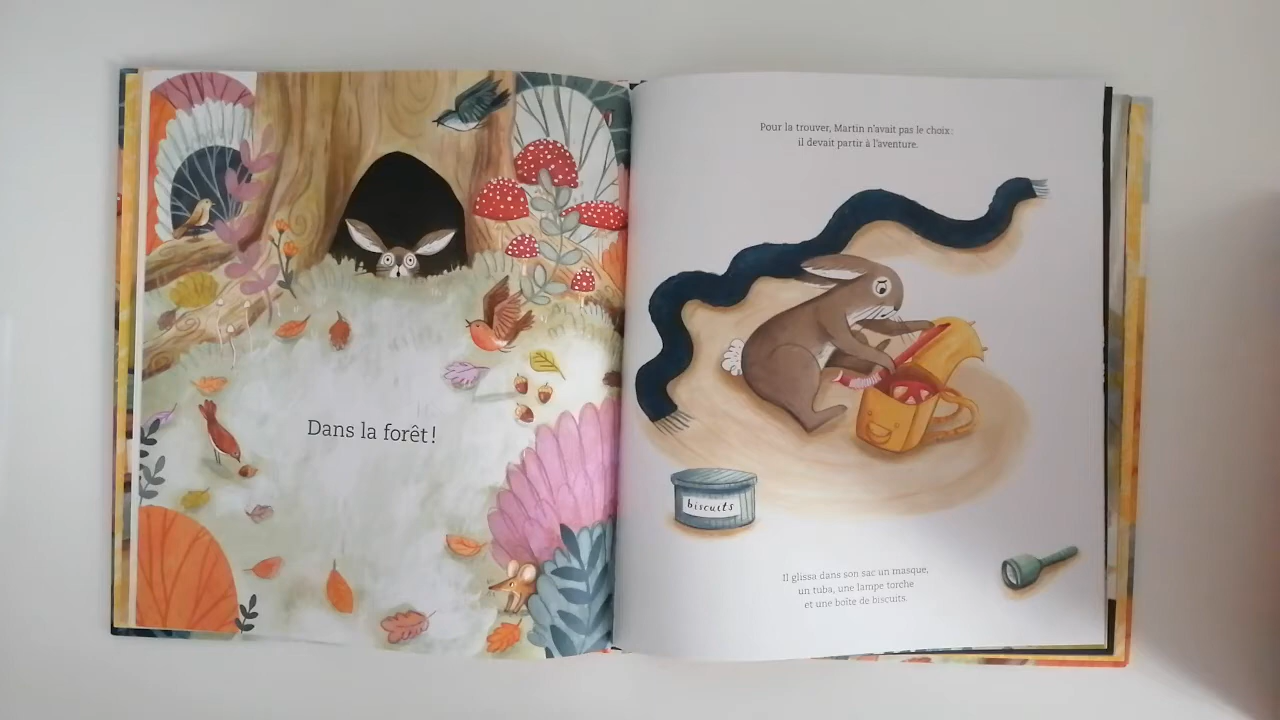 Dans la forêt !
Pour la trouver, Martin n'avait pas le choix :
il devait partir à l'aventure.
biscuits
Il glissa dans son sac un masque,
un tuba, une lampe torche
et une boîte de biscuits.